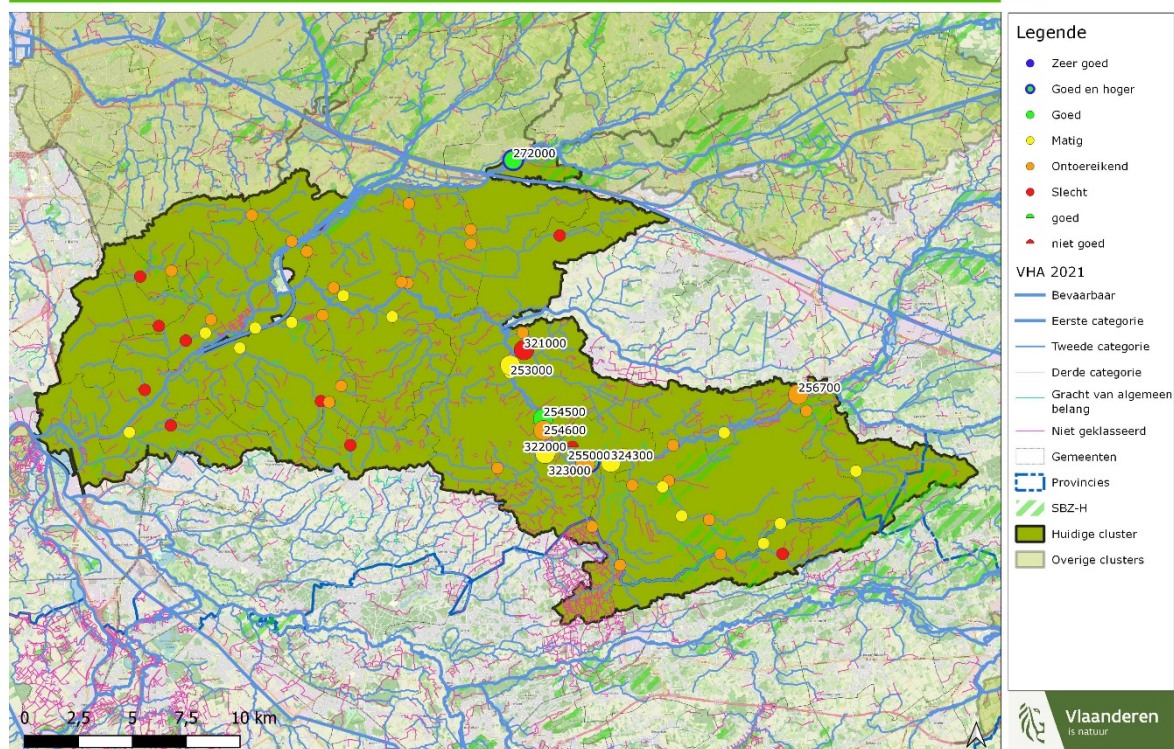 272000
321000
253000
256700
254500
254600
322000
255000
324300
323000
0
2,5
5
7,5
10 km
Legende
Zeer goed
Goed en hoger
Goed
Matig
Ontoereikend
Slecht
goed
niet goed
VHA 2021
Bevaarbaar
Eerste categorie
Tweede categorie
Derde categorie
Gracht van algemeen
belang
Niet geklasseerd
Gemeenten
Provincies
SBZ-H
Huidige cluster
Overige clusters
Vlaanderen
is natuur